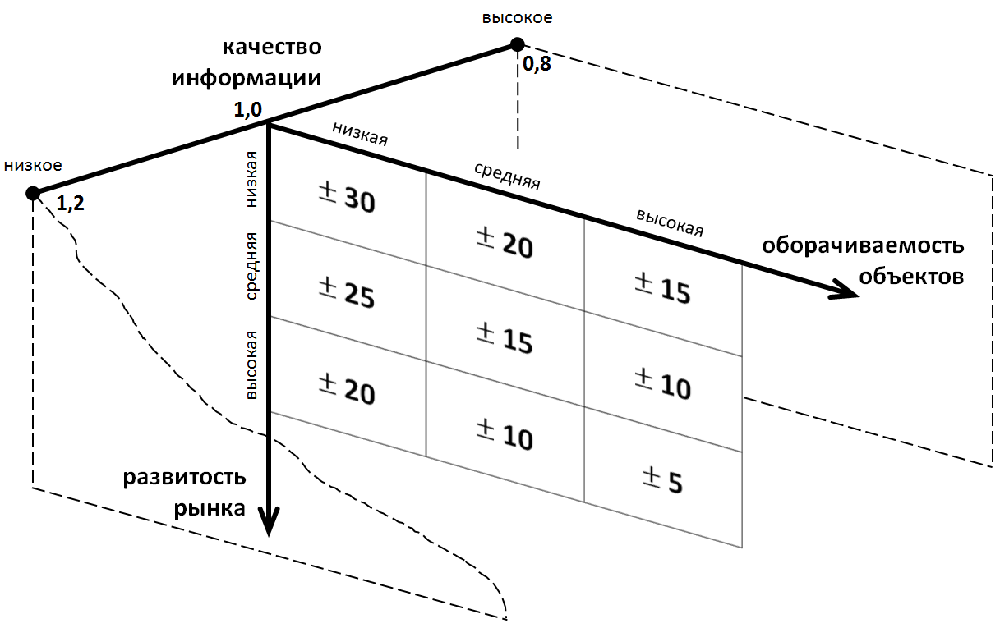 высокое
качество
информации
0,8
1,0
низкое
1,2
низкая
средняя
высокая
оборачиваемость
объектов
низкая
средняя
высокая
± 30
± 20
± 15
± 25
± 15
± 10
± 20
± 10
± 5
развитость
рынка